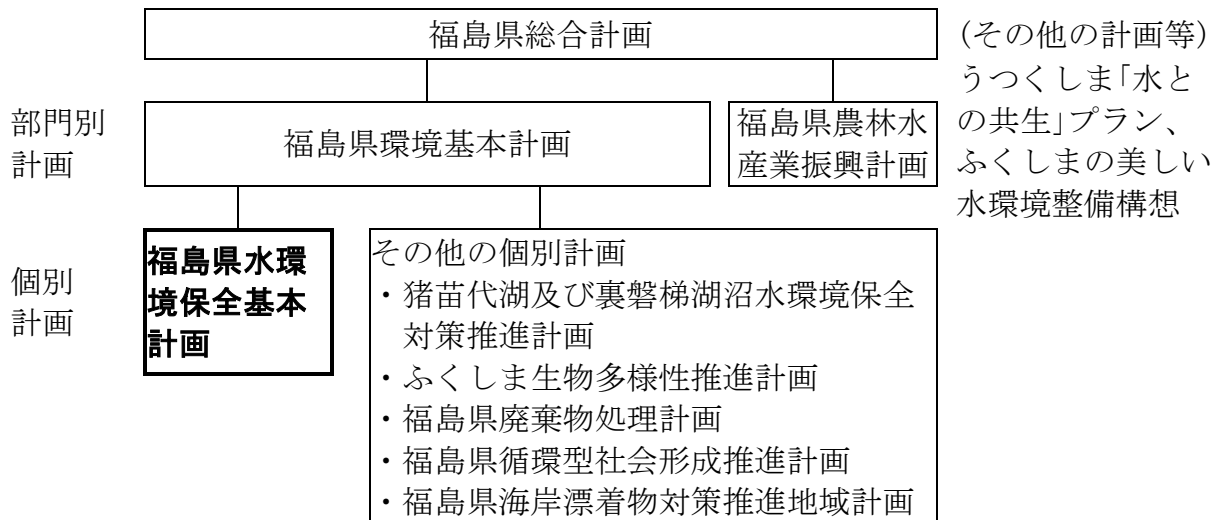 福島県総合計画
(その他の計画等)
うつくしま「水と
の共生」プラン、
ふくしまの美しい
水環境整備構想
部門別
計画
福島県環境基本計画
福島県農林水
産業振興計画
個別
計画
福島県水環
境保全基本
計画
その他の個別計画
・猪苗代湖及び裏磐梯湖沼水環境保全
対策推進計画
・ふくしま生物多様性推進計画
・福島県廃棄物処理計画
・福島県循環型社会形成推進計画
・福島県海岸漂着物対策推進地域計画